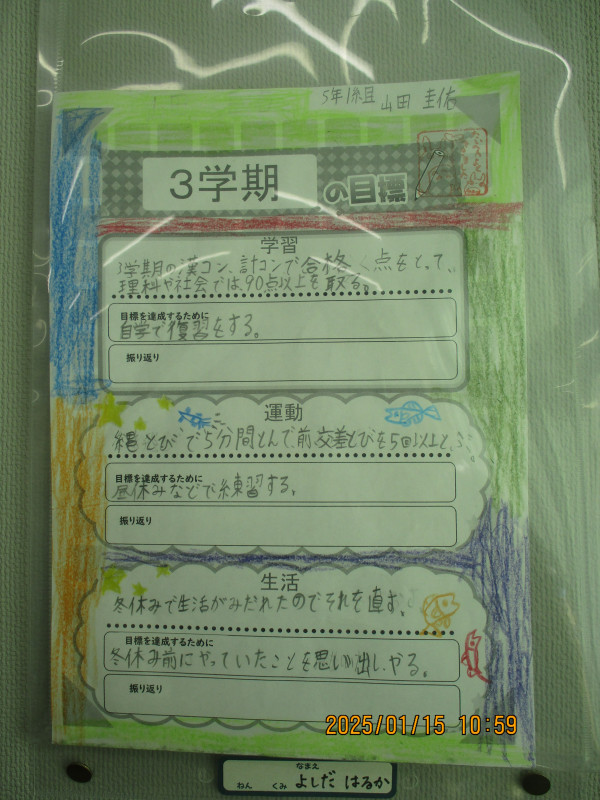 5年1組 山田 圭佑
3学期
の目標
学習
3学期の漢コン、計コンで合格く点をとって、
理科や社会では、90点以上を取る。
目標を達成するために
自学で復習をする。
振り返り
運動
縄とびで5分間とんで、前交差とびを5回以上とぶ。
目標を達成するために
昼休みなどで練習する。
振り返り
生活
冬休みで生活がみだれたのでそれを直す。
目標を達成するために
冬休み前にやっていたことを思い出し、やる。
振り返り
2025/01/15 10:59
なまえ
ねん くみ よしだ はるか